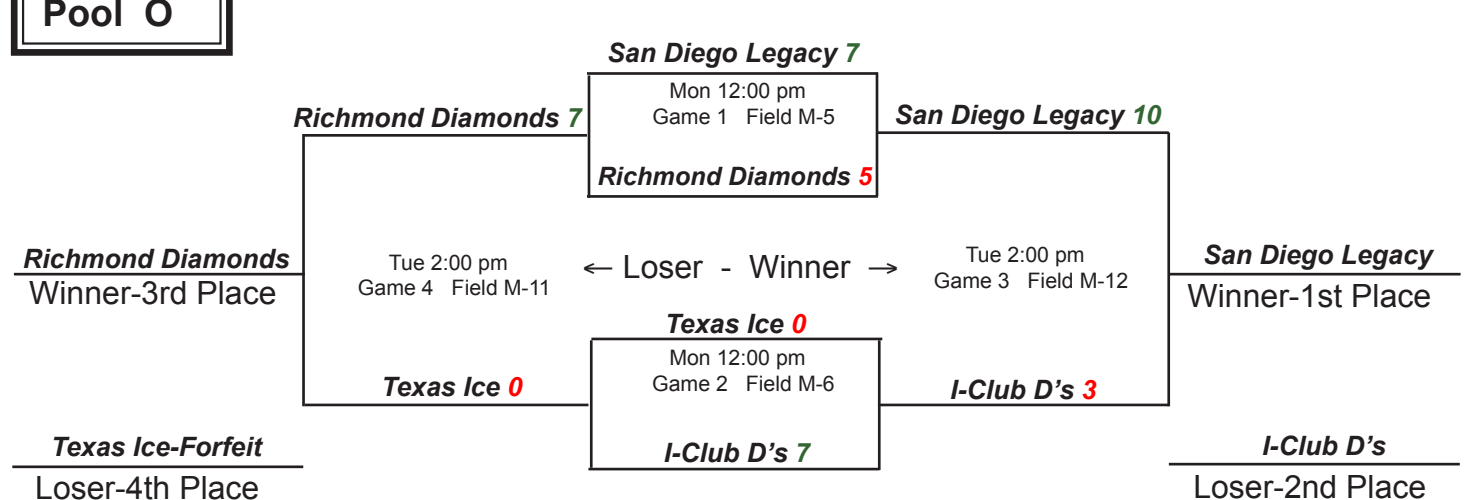 Pool O
San Diego Legacy 7
Mon 12:00 pm
Game 1 Field M-5
Richmond Diamonds 7
San Diego Legacy 10
Richmond Diamonds 5
Richmond Diamonds
Winner-3rd Place
Tue 2:00 pm
Game 4 Field M-11
← Loser - Winner →
Tue 2:00 pm
Game 3 Field M-12
San Diego Legacy
Winner-1st Place
Texas Ice 0
Mon 12:00 pm
Game 2 Field M-6
Texas Ice 0
I-Club D’s 3
I-Club D’s 7
Texas Ice-Forfeit
Loser-4th Place
I-Club D’s
Loser-2nd Place